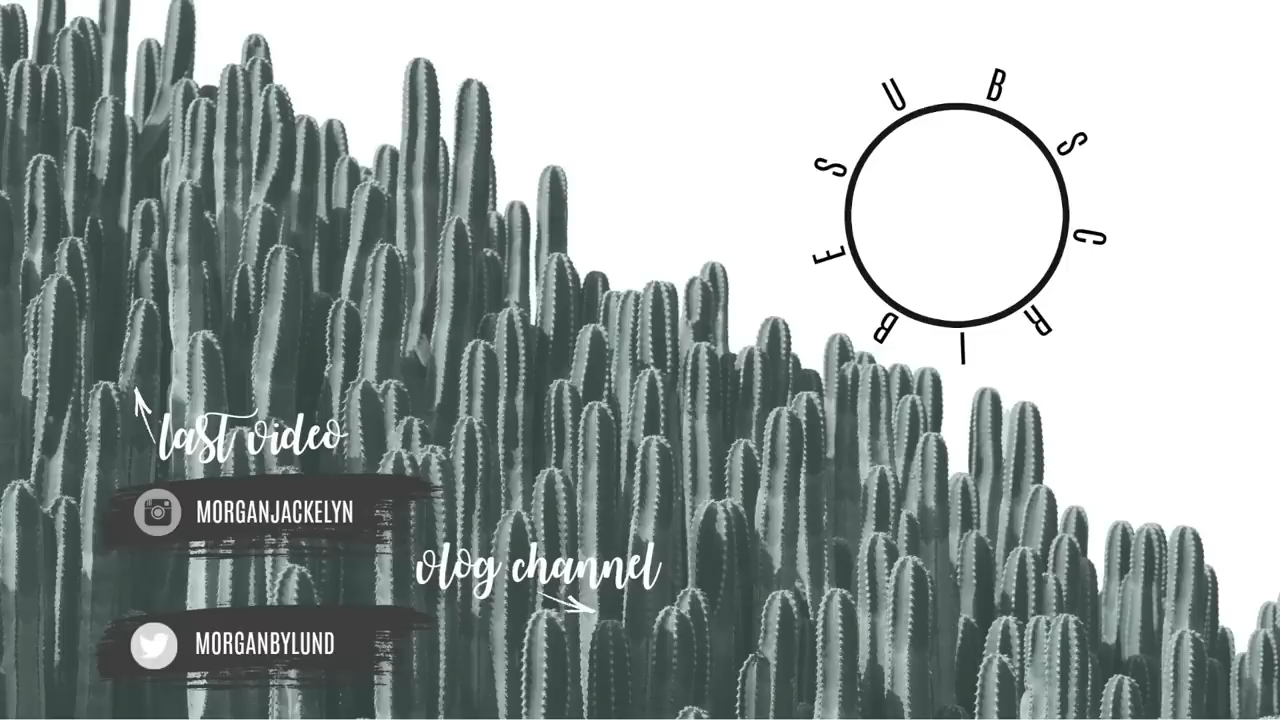 SUBSCRIBE
last video
MORGANJACKELYN
vlog channel
MORGANBYLUND